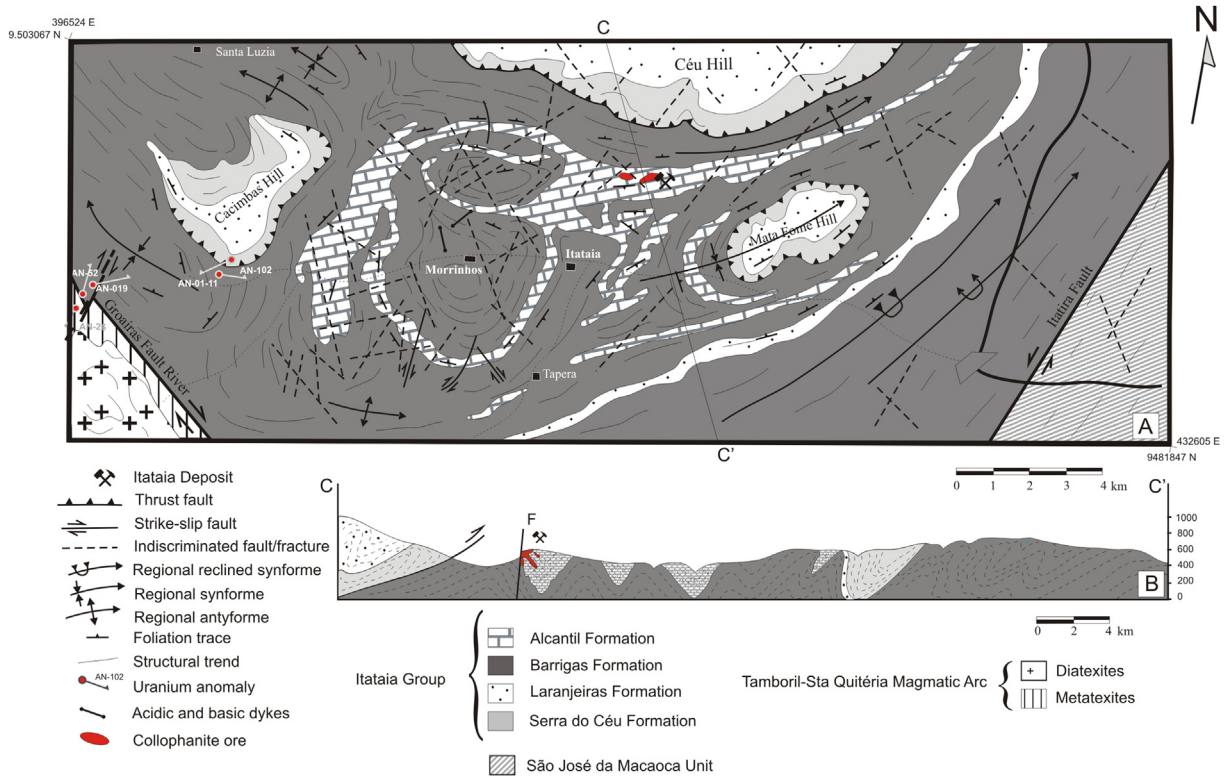 396524 E
9.503067 N
C
N
Santa Luzia
Céu Hill
Cacimbas Hill
Mata Fome Hill
Morrinhos
Itataia
AN-52
AN-019
AN-01-11
AN-102
Groairas Fault River
Itatira Fault
Tapera
A
C'
432605 E
9481847 N
0 1 2 3 4 km
Itataia Deposit
Thrust fault
Strike-slip fault
Indiscriminated fault/fracture
Regional reclined synforme
Regional synforme
Regional antyforme
Foliation trace
Structural trend
AN-102
Uranium anomaly
Acidic and basic dykes
Collophanite ore
C
C'
F
1000
800
600
400
200
0
B
0 2 4 km
Itataia Group
Alcantil Formation
Barrigas Formation
Laranjeiras Formation
Serra do Céu Formation
São José da Macaoca Unit
Tamboril-Sta Quitéria Magmatic Arc
Diatexites
Metatexites